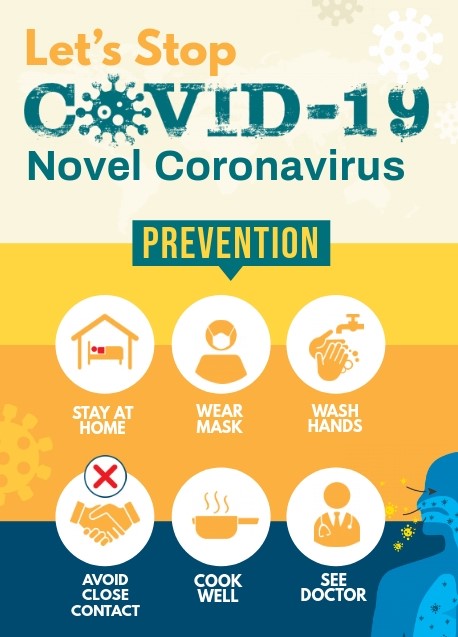 Let's Stop
COVID-19
Novel Coronavirus
PREVENTION
STAY AT
HOME
WEAR
MASK
WASH
HANDS
AVOID
CLOSE
CONTACT
COOK
WELL
SEE
DOCTOR